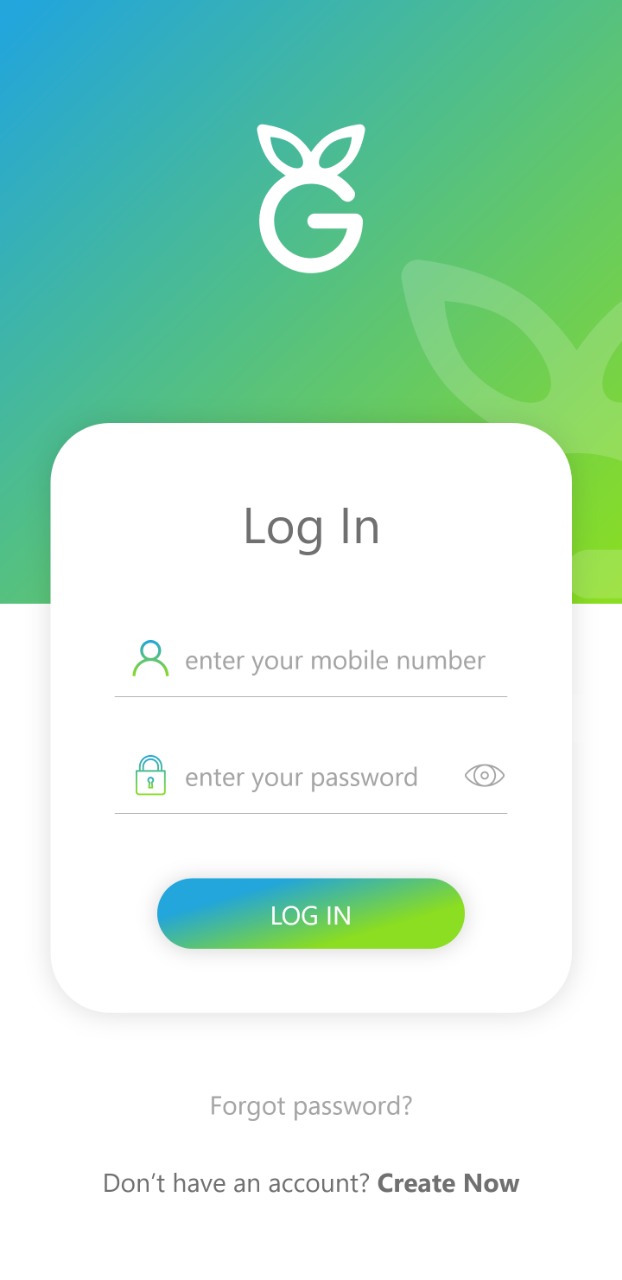 G
Log In
enter your mobile number
enter your password
LOG IN
Forgot password?
Don’t have an account? Create Now